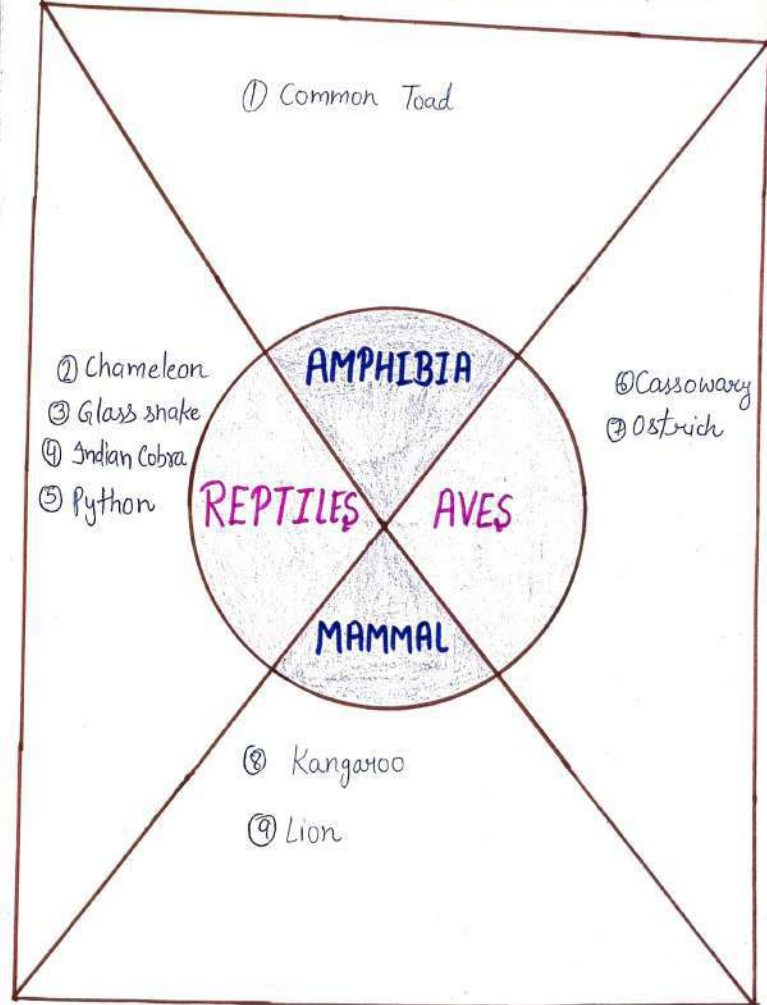 ① Common Toad
AMPHIBIA
② Chameleon
③ Glass snake
④ Indian Cobra
⑤ Python
REPTILES
AVES
⑥ Cassowary
⑦ Ostrich
MAMMAL
⑧ Kangaroo
⑨ Lion